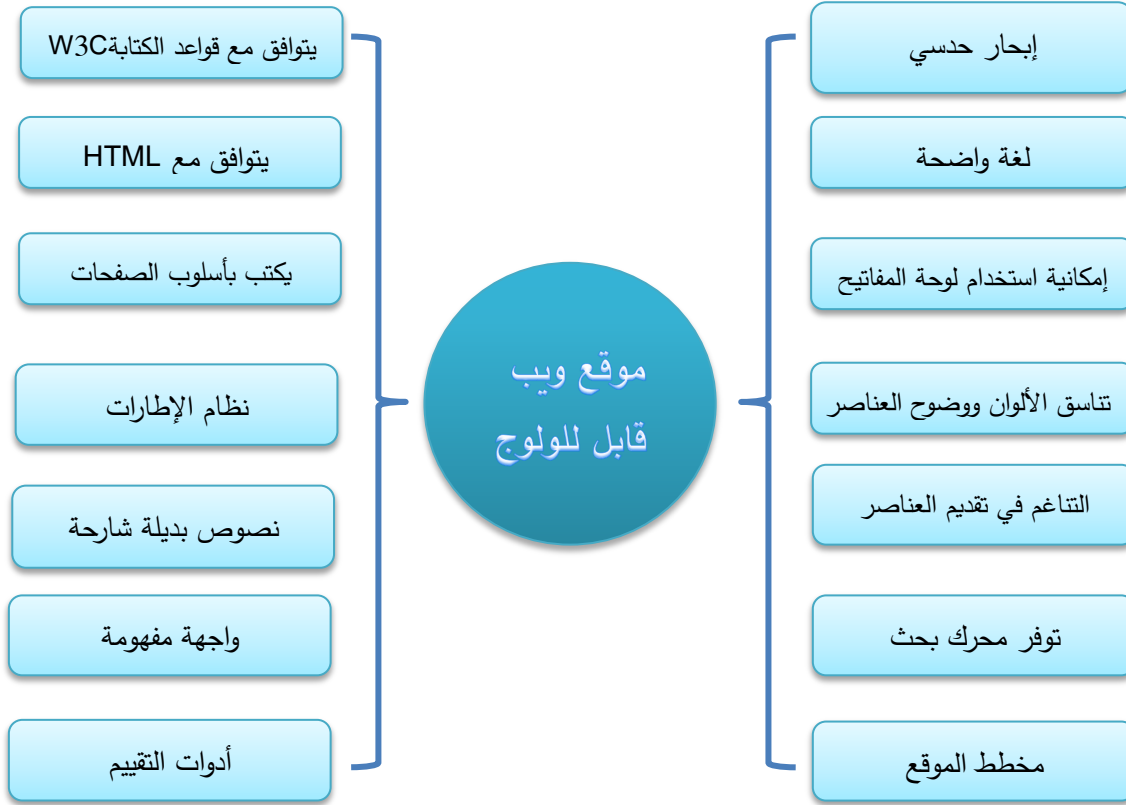 إبحار حدسي
لغة واضحة
إمكانية استخدام لوحة المفاتيح
تناسق الألوان ووضوح العناصر
التناغم في تقديم العناصر
توفر محرك بحث
مخطط الموقع
موقع ويب
قابل للولوج
يتوافق مع قواعد الكتابةW3C
يتوافق مع HTML
يكتب بأسلوب الصفحات
نظام الإطارات
نصوص بديلة شارحة
واجهة مفهومة
أدوات التقييم